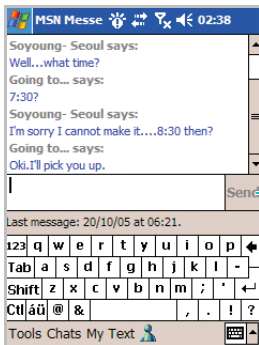 MSN Messe 02:38
Soyoung- Seoul says:
Well...what time?
Going to... says:
7:30?
Soyoung- Seoul says:
I'm sorry I cannot make it....8:30 then?
Going to... says:
Oki.I'll pick you up.
Send
Last message: 20/10/05 at 06:21.
123 q w e r t y u i o p
Tab a s d f g h j k l -
Shift z x c v b n m ; '
Ctl áü @ & , . ! ?
Tools Chats My Text